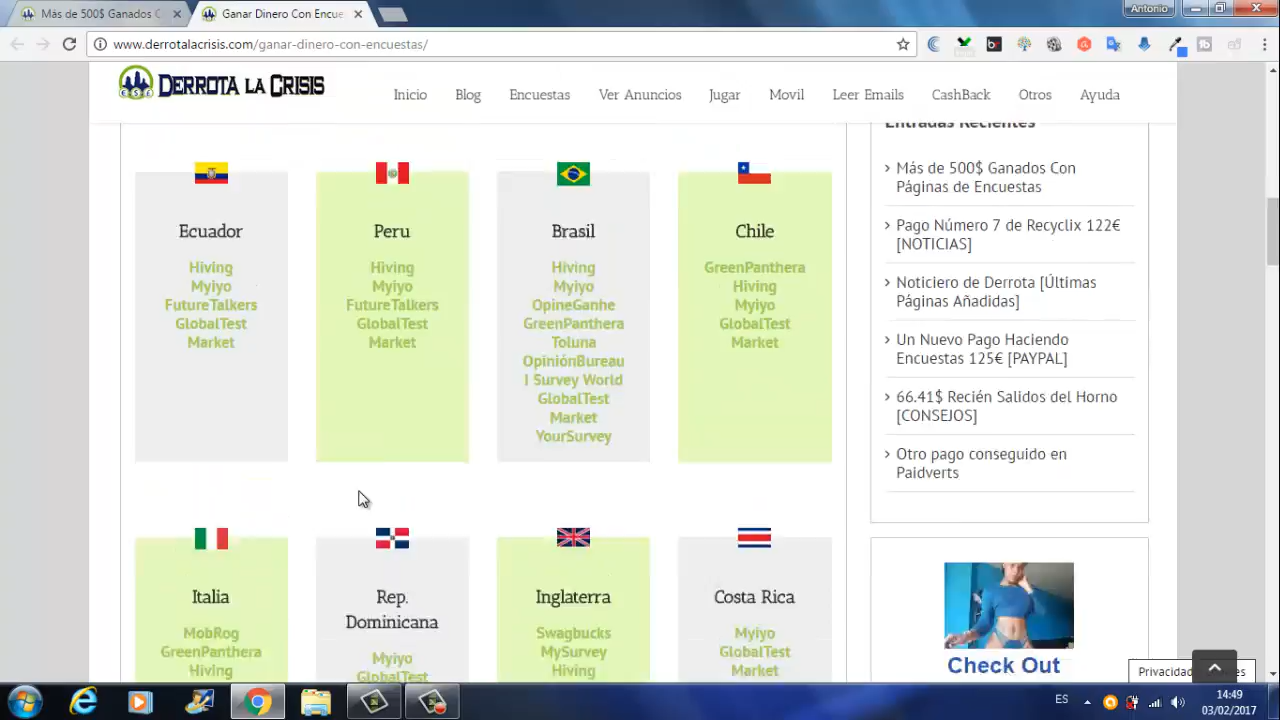 Más de 500$ Ganados C
Ganar Dinero Con Encue
Antonio
www.derrotalacrisis.com/ganar-dinero-con-encuestas/
DERROTA LA CRISIS
Inicio
Blog
Encuestas
Ver Anuncios
Jugar
Movil
Leer Emails
CashBack
Otros
Ayuda
Ecuador
Hiving
Myiyo
FutureTalkers
GlobalTest
Market
Peru
Hiving
Myiyo
FutureTalkers
GlobalTest
Market
Brasil
Hiving
Myiyo
OpineGanhe
GreenPanthera
Toluna
OpiniónBureau
I Survey World
GlobalTest
Market
YourSurvey
Chile
GreenPanthera
Hiving
Myiyo
GlobalTest
Market
Italia
MobRog
GreenPanthera
Hiving
Rep.
Dominicana
Myiyo
GlobalTest
Inglaterra
Swagbucks
MySurvey
Hiving
Costa Rica
Myiyo
GlobalTest
Market
Entradas Recientes
Más de 500$ Ganados Con
Páginas de Encuestas
Pago Número 7 de Recyclix 122€
[NOTICIAS]
Noticiero de Derrota [Últimas
Páginas Añadidas]
Un Nuevo Pago Haciendo
Encuestas 125€ [PAYPAL]
66.41$ Recién Salidos del Horno
[CONSEJOS]
Otro pago conseguido en
Paidverts
Check Out
Privacidad
ES
14:49
03/02/2017